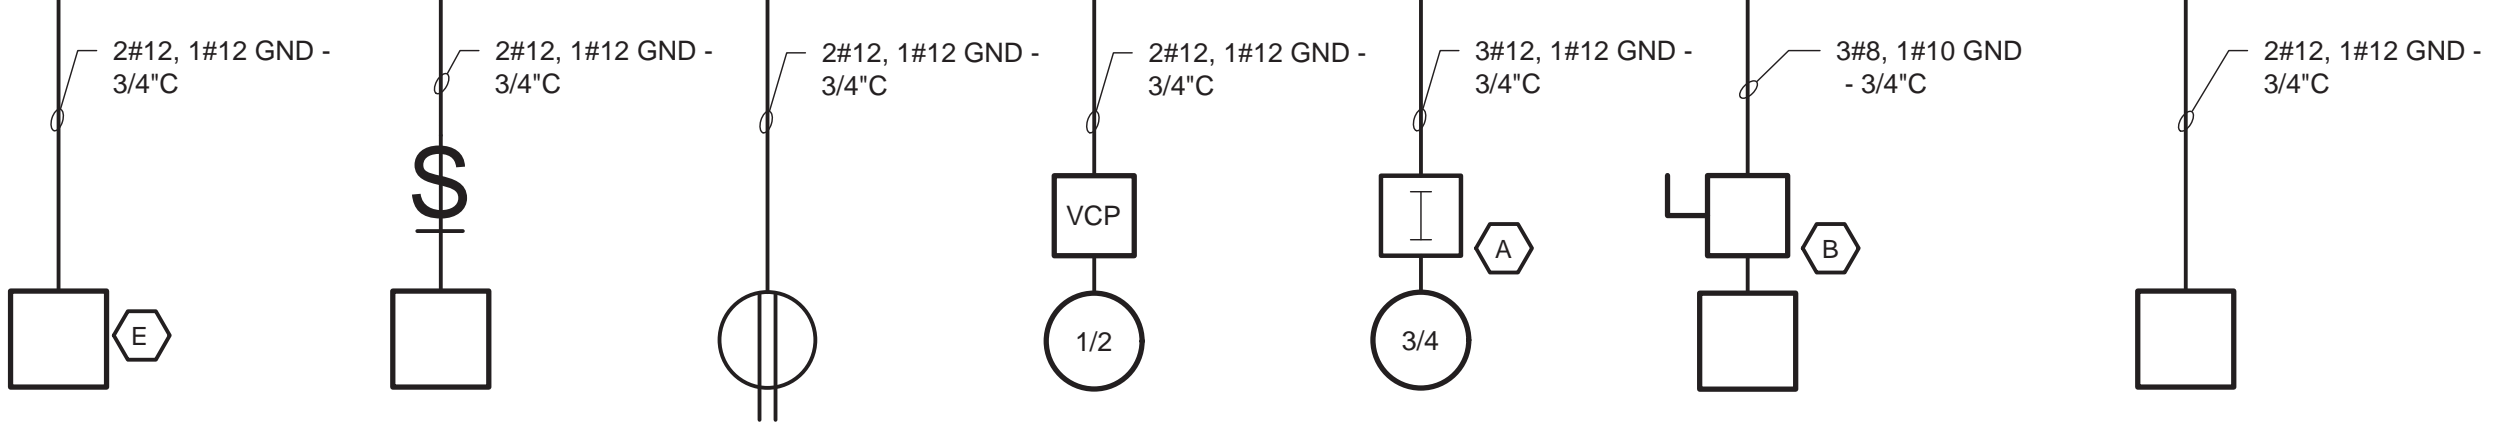 2#12, 1#12 GND -
3/4"C
2#12, 1#12 GND -
3/4"C
2#12, 1#12 GND -
3/4"C
2#12, 1#12 GND -
3/4"C
3#12, 1#12 GND -
3/4"C
3#8, 1#10 GND
- 3/4"C
2#12, 1#12 GND -
3/4"C
$
VCP
I
A
B
E
1/2
3/4